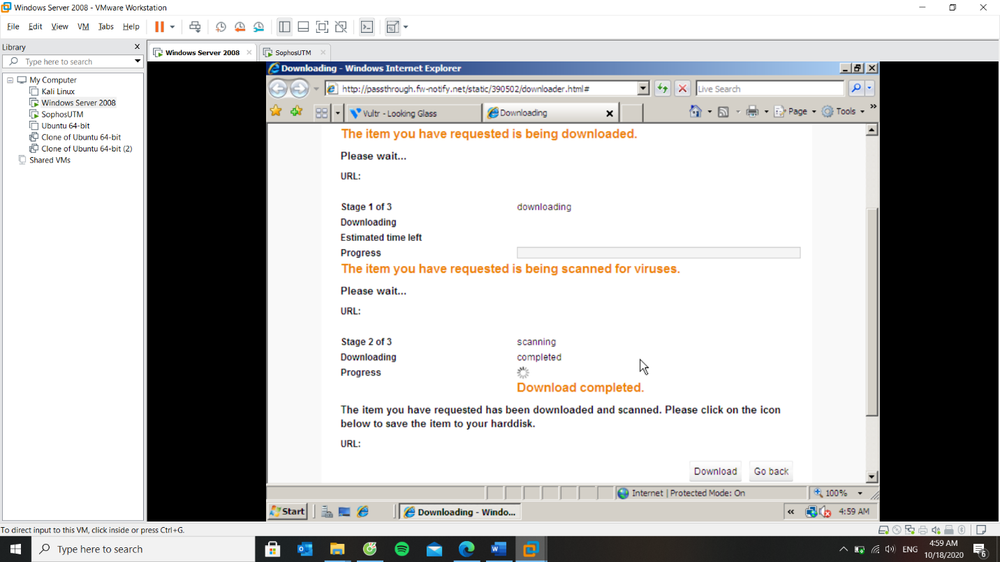 Windows Server 2008 - VMware Workstation
File Edit View VM Tabs Help
Library
Type here to search
My Computer
Kali Linux
Windows Server 2008
SophosUTM
Ubuntu 64-bit
Clone of Ubuntu 64-bit
Clone of Ubuntu 64-bit (2)
Shared VMs
Windows Server 2008
SophosUTM
Downloading - Windows Internet Explorer
http://passthrough.fw-notify.net/static/390502/downloader.html#
Live Search
Vultr - Looking Glass
Downloading
Page
Tools
The item you have requested is being downloaded.
Please wait...
URL:
Stage 1 of 3 downloading
Downloading
Estimated time left
Progress
The item you have requested is being scanned for viruses.
Please wait...
URL:
Stage 2 of 3 scanning
Downloading completed
Progress
Download completed.
The item you have requested has been downloaded and scanned. Please click on the icon
below to save the item to your harddisk.
URL:
Download Go back
Internet | Protected Mode: On
100%
Start
Downloading - Windo...
4:59 AM
To direct input to this VM, click inside or press Ctrl+G.
Type here to search
ENG
4:59 AM
10/18/2020
6